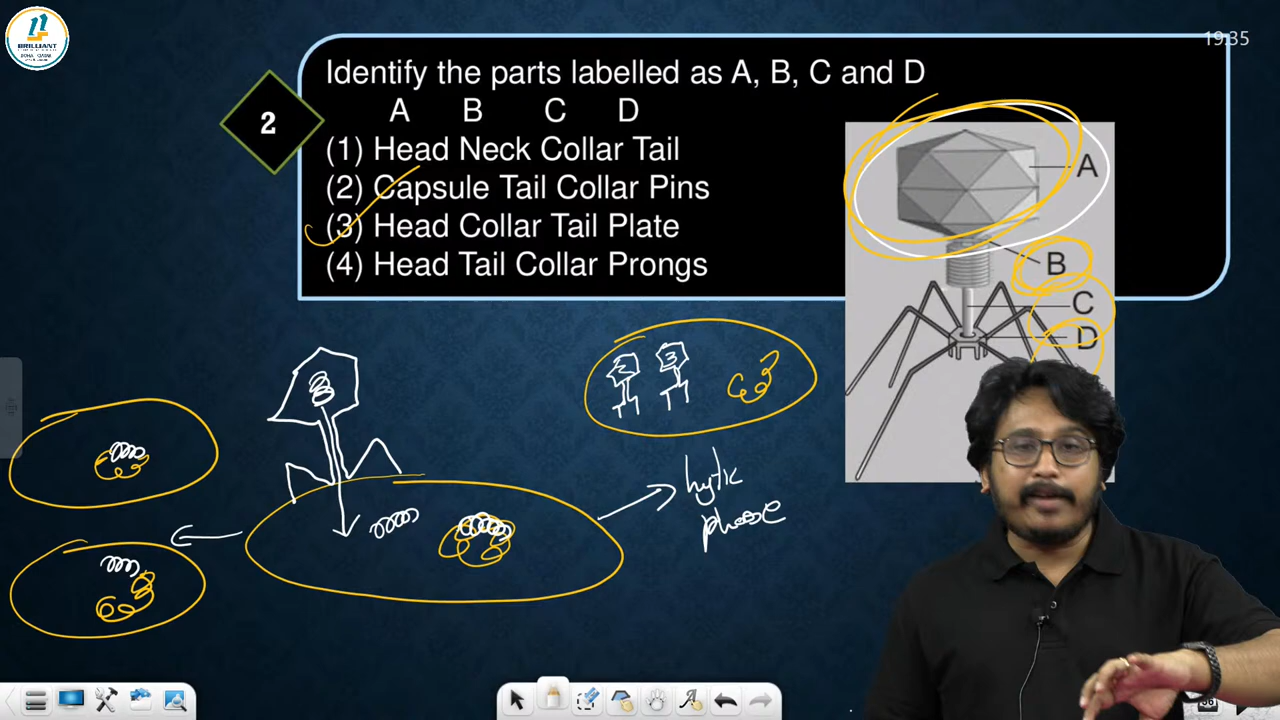 BRILLIANT
19:35
2
Identify the parts labelled as A, B, C and D
A B C D
(1) Head Neck Collar Tail
(2) Capsule Tail Collar Pins
(3) Head Collar Tail Plate
(4) Head Tail Collar Prongs
A
B
C
D
lytic
phase